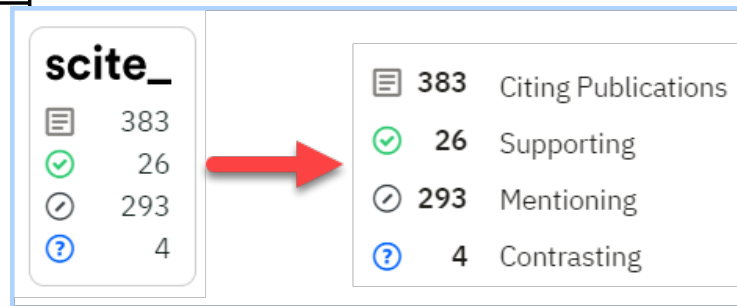 scite_
383
26
293
4
383 Citing Publications
26 Supporting
293 Mentioning
4 Contrasting